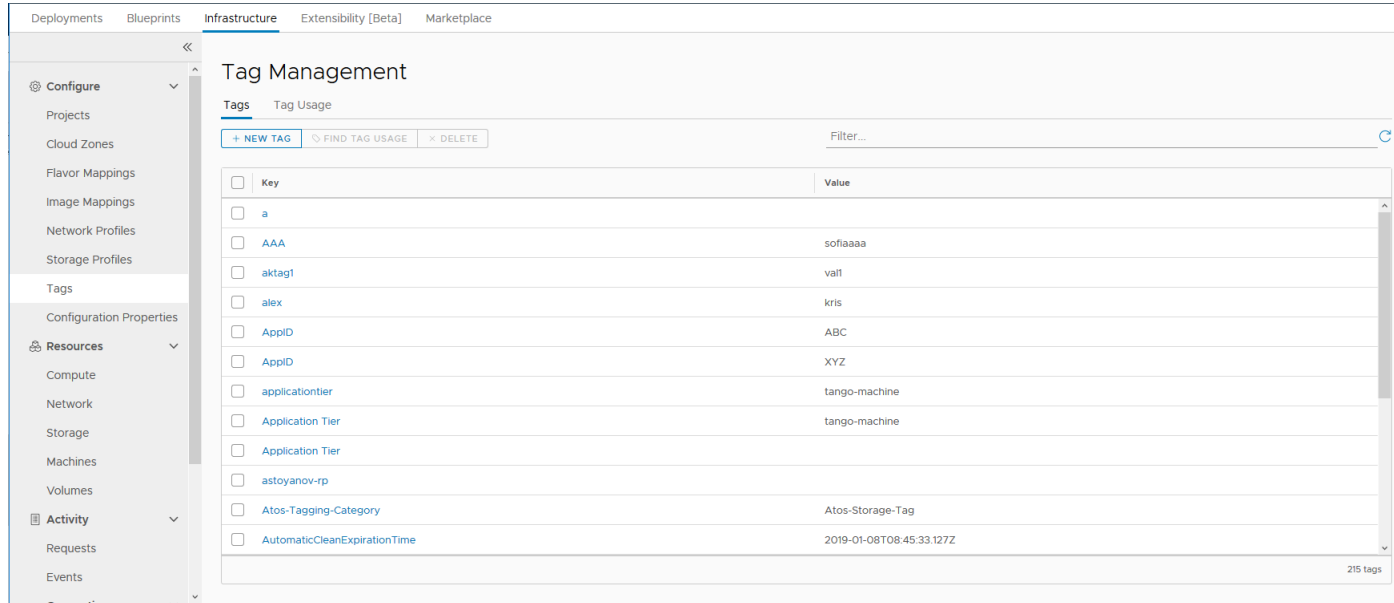 Deployments Blueprints Infrastructure Extensibility [Beta] Marketplace
Configure
Projects
Cloud Zones
Flavor Mappings
Image Mappings
Network Profiles
Storage Profiles
Tags
Configuration Properties
Resources
Compute
Network
Storage
Machines
Volumes
Activity
Requests
Events
Tag Management
Tags Tag Usage
+ NEW TAG FIND TAG USAGE × DELETE Filter...
Key Value
a
AAA sofiaaaa
aktag1 val1
alex kris
AppID ABC
AppID XYZ
applicationtier tango-machine
Application Tier tango-machine
Application Tier
astoyanov-rp
Atos-Tagging-Category Atos-Storage-Tag
AutomaticCleanExpirationTime 2019-01-08T08:45:33.127Z
215 tags